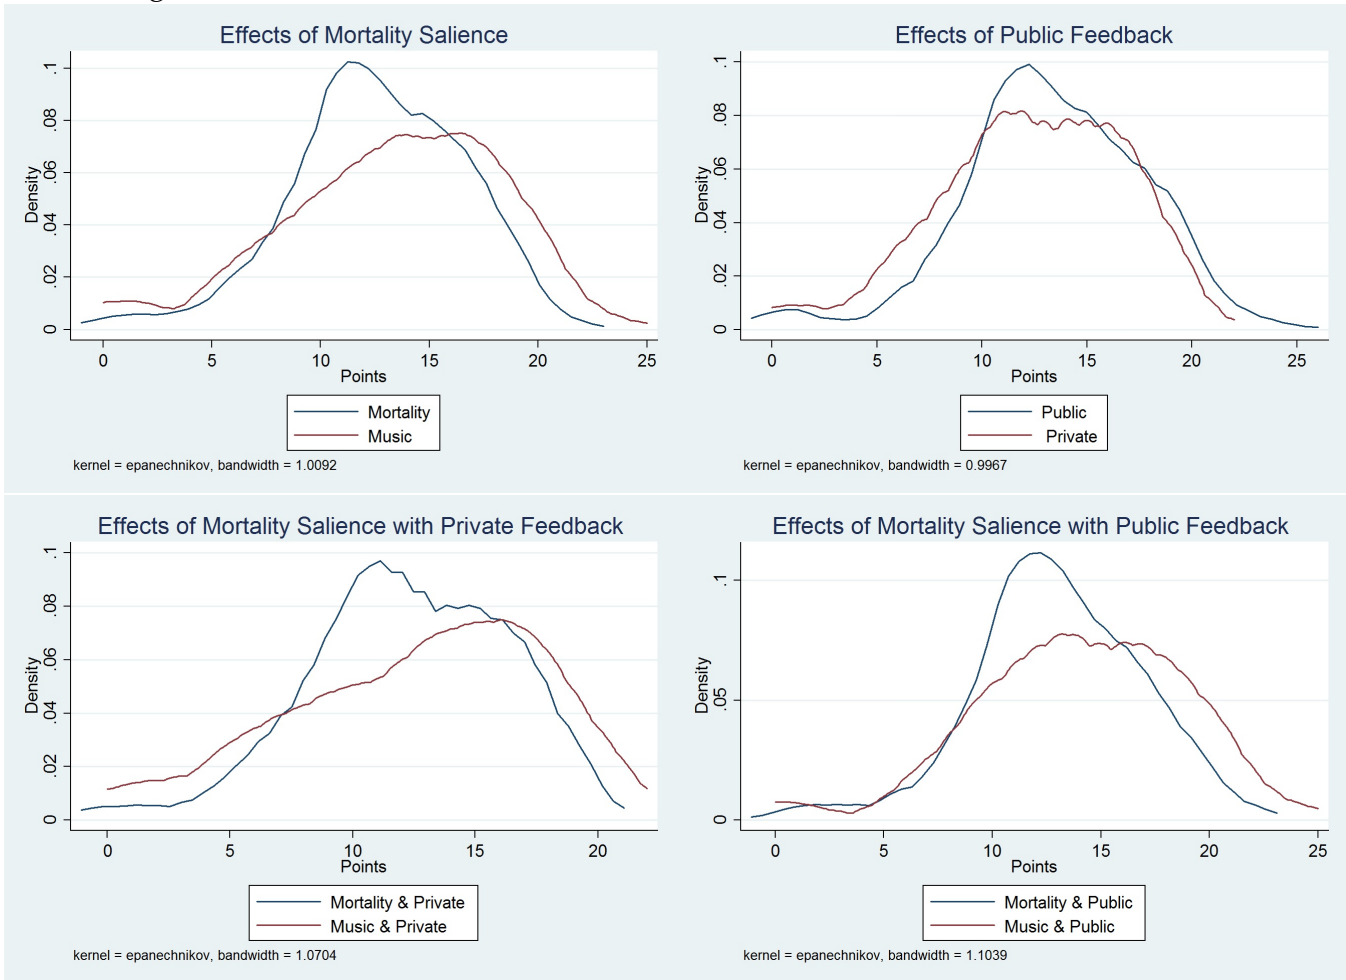 Effects of Mortality Salience
Density
0 .02 .04 .06 .08 .1
0 5 10 15 20 25
Points
Mortality
Music
kernel = epanechnikov, bandwidth = 1.0092
Effects of Public Feedback
Density
0 .02 .04 .06 .08 .1
0 5 10 15 20 25
Points
Public
Private
kernel = epanechnikov, bandwidth = 0.9967
Effects of Mortality Salience with Private Feedback
Density
0 .02 .04 .06 .08 .1
0 5 10 15 20
Points
Mortality & Private
Music & Private
kernel = epanechnikov, bandwidth = 1.0704
Effects of Mortality Salience with Public Feedback
Density
0 .05 .1
0 5 10 15 20 25
Points
Mortality & Public
Music & Public
kernel = epanechnikov, bandwidth = 1.1039